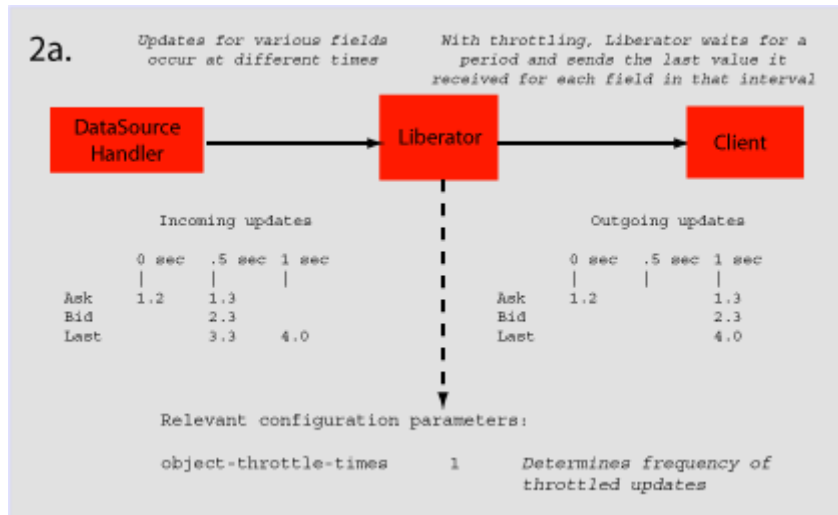 2a.
Updates for various fields
occur at different times
With throttling, Liberator waits for a
period and sends the last value it
received for each field in that interval
DataSource
Handler
Liberator
Client
Incoming updates
0 sec .5 sec 1 sec
| | |
Ask 1.2 1.3
Bid 2.3
Last 3.3 4.0
Outgoing updates
0 sec .5 sec 1 sec
| | |
1.2 1.3
2.3
4.0
Relevant configuration parameters:
object-throttle-times 1 Determines frequency of
throttled updates